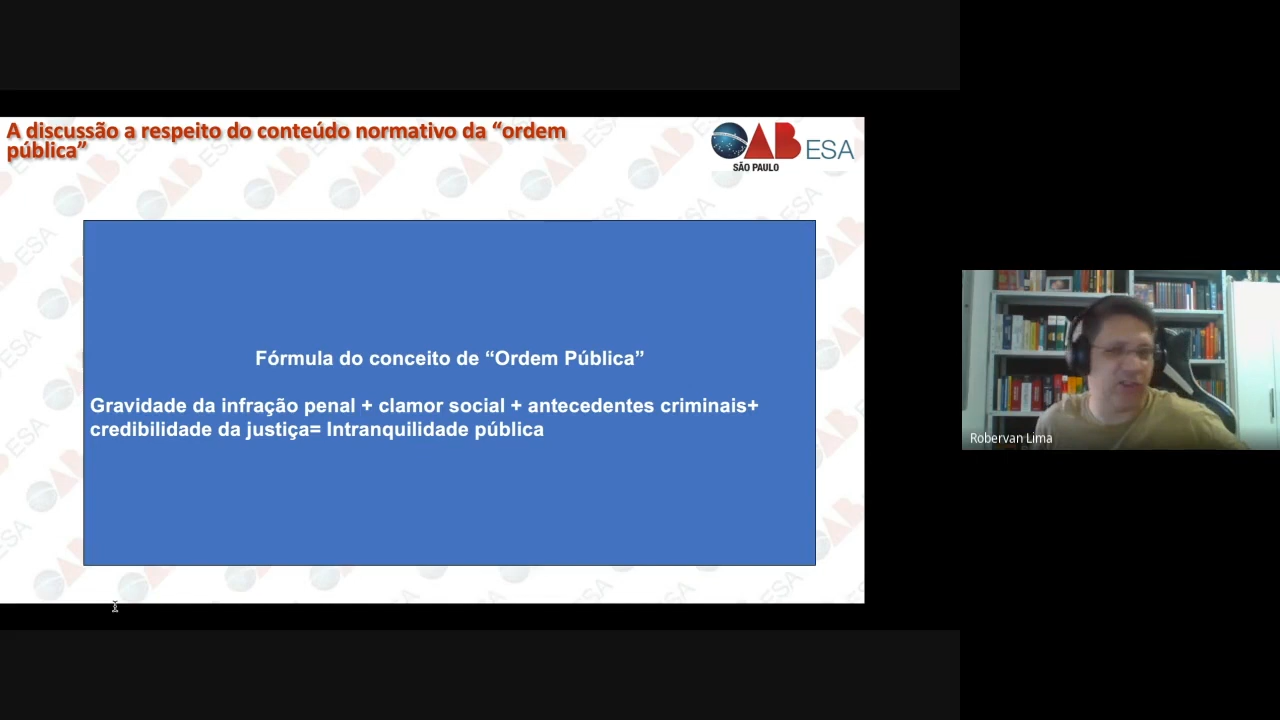 A discussão a respeito do conteúdo normativo da “ordem
pública”
OAB ESA
SÃO PAULO
Fórmula do conceito de “Ordem Pública”
Gravidade da infração penal + clamor social + antecedentes criminais+
credibilidade da justiça= Intranquilidade pública
Robervan Lima